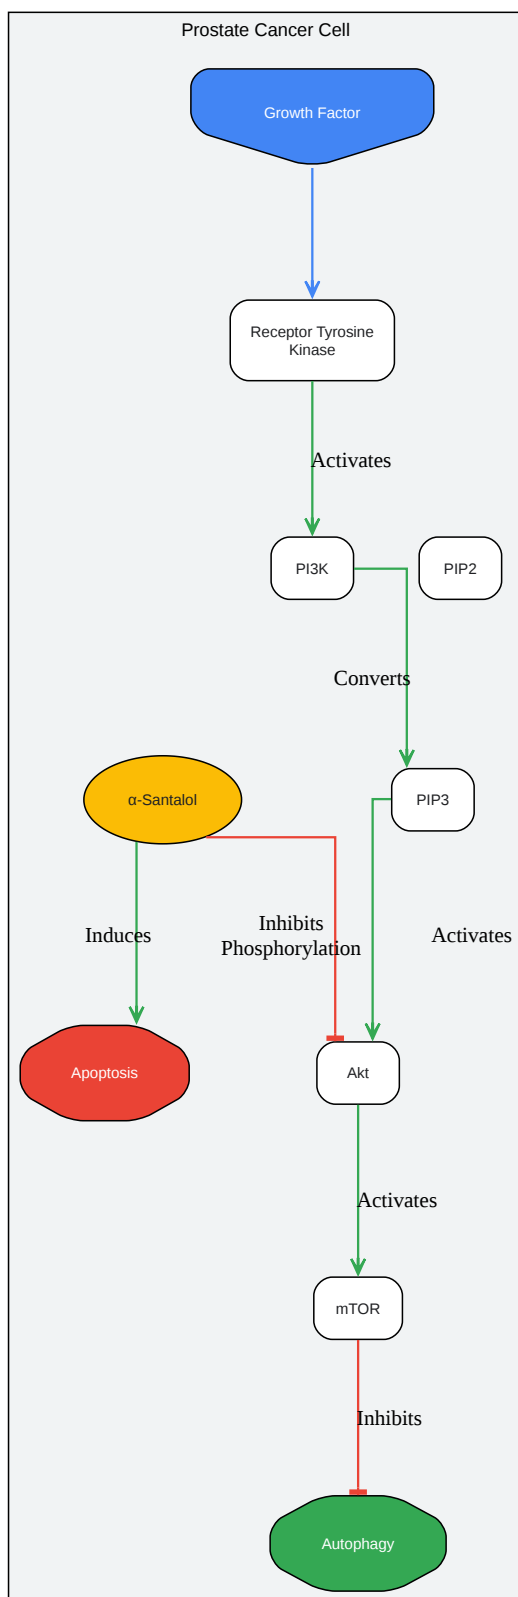 Prostate Cancer Cell
Growth Factor
Receptor Tyrosine
Kinase
Activates
PI3K
PIP2
Converts
α-Santalol
PIP3
Induces
Inhibits
Phosphorylation
Activates
Apoptosis
Akt
Activates
mTOR
Inhibits
Autophagy